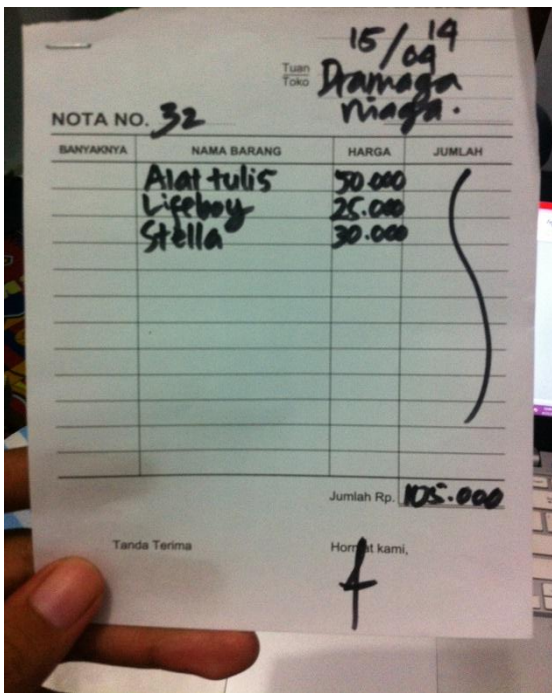 15/09 14
Tuan
Toko
Dramaga
niaga.
NOTA NO. 32
BANYAKNYA NAMA BARANG HARGA JUMLAH
Alat tulis 50.000
Lifeboy 25.000
Stella 30.000
Jumlah Rp. 105.000
Tanda Terima Hormat kami,